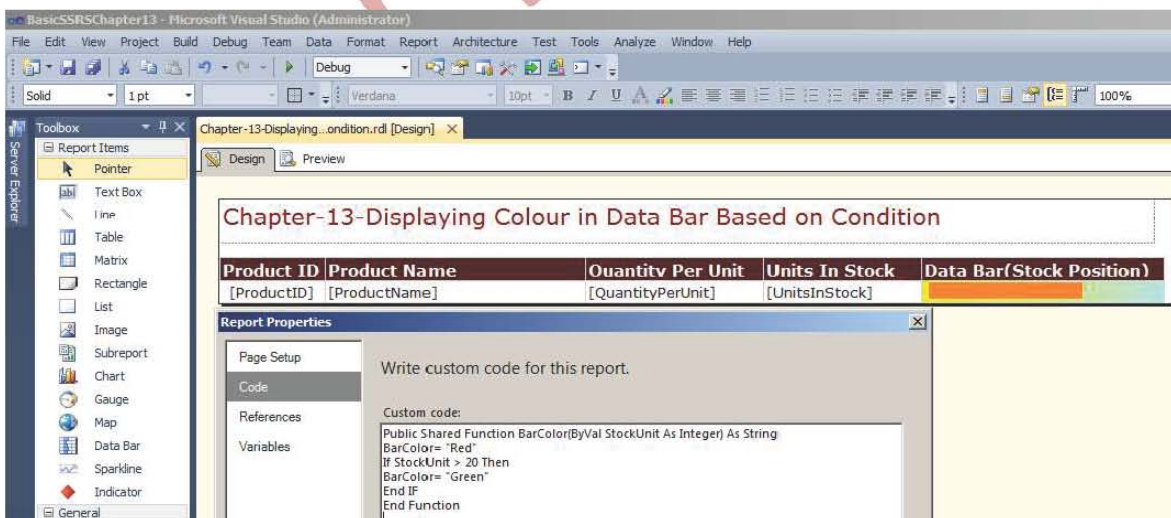 BasicSSRSChapter13 - Microsoft Visual Studio (Administrator)
File Edit View Project Build Debug Team Data Format Report Architecture Test Tools Analyze Window Help
Debug
Solid 1 pt Verdana 10pt B I U A 100%
Server Explorer
Toolbox
Report Items
Pointer
Text Box
Line
Table
Matrix
Rectangle
List
Image
Subreport
Chart
Gauge
Map
Data Bar
Sparkline
Indicator
General
Chapter-13-Displaying...ondition.rdl [Design]
Design Preview
Chapter-13-Displaying Colour in Data Bar Based on Condition
Product ID Product Name Quantity Per Unit Units In Stock Data Bar(Stock Position)
[ProductID] [ProductName] [QuantityPerUnit] [UnitsInStock]
Report Properties
Page Setup
Code
References
Variables
Write custom code for this report.
Custom code:
Public Shared Function BarColor(ByVal StockUnit As Integer) As String
BarColor= "Red"
If StockUnit > 20 Then
BarColor= "Green"
End IF
End Function